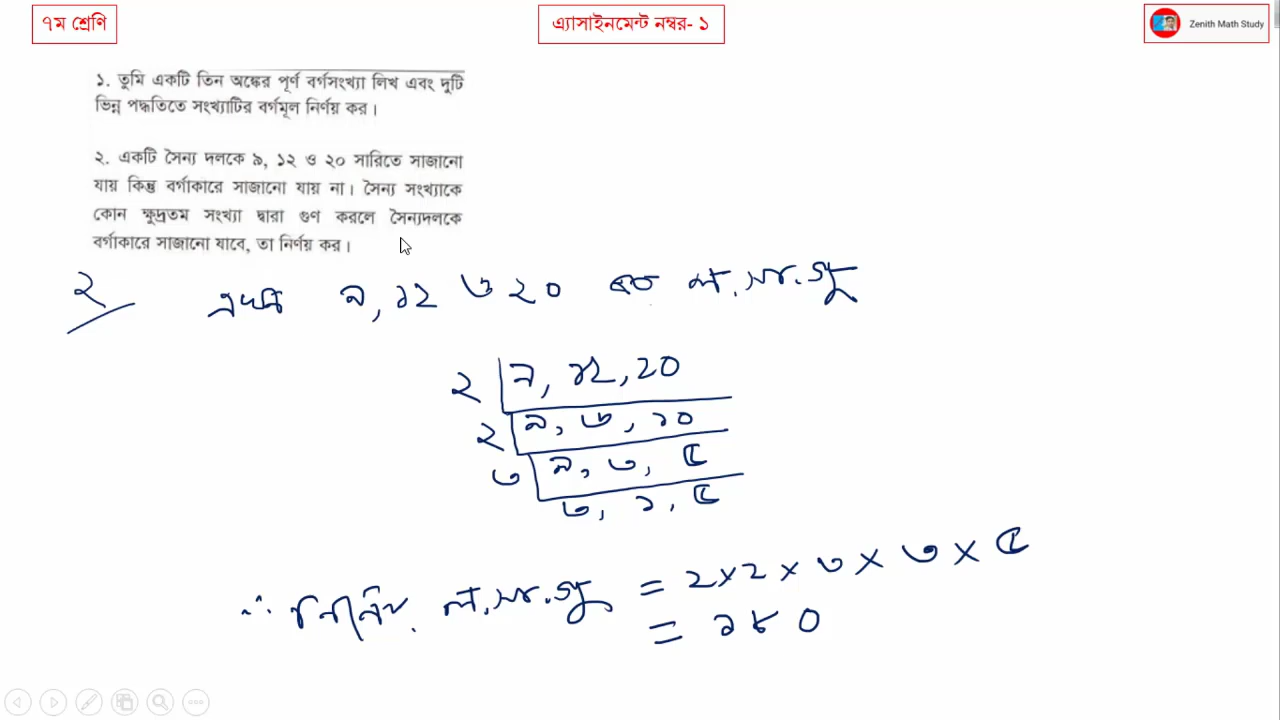 ৭ম শ্রেণি
এ্যাসাইনমেন্ট নম্বর- ১
Zenith Math Study
১. তুমি একটি তিন অঙ্কের পূর্ণ বর্গসংখ্যা লিখ এবং দুটি
ভিন্ন পদ্ধতিতে সংখ্যাটির বর্গমূল নির্ণয় কর।
২. একটি সৈন্য দলকে ৯, ১২ ও ২০ সারিতে সাজানো
যায় কিন্তু বর্গাকারে সাজানো যায় না। সৈন্য সংখ্যাকে
কোন ক্ষুদ্রতম সংখ্যা দ্বারা গুণ করলে সৈন্যদলকে
বর্গাকারে সাজানো যাবে, তা নির্ণয় কর।
২
এখন ৯, ১২ ও ২০ এর ল.সা.গু
২ ৯, ১২, ২০
২ ৯, ৬, ১০
৩ ৯, ৩, ৫
৩, ১, ৫
∴ নির্ণেয় ল.সা.গু = ২×২×৩×৩×৫
= ১৮০